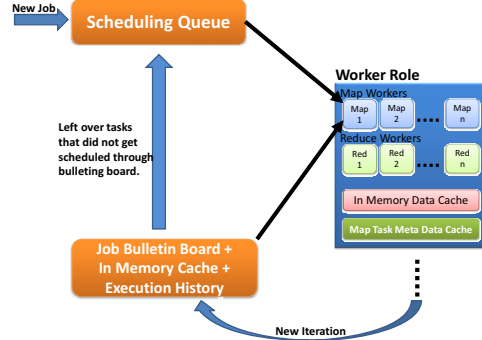 New Job
Scheduling Queue
Worker Role
Map Workers
Map
1
Map
2
....
Map
n
Left over tasks
that did not get
scheduled through
bulleting board.
Reduce Workers
Red
1
Red
2
....
Red
n
In Memory Data Cache
Map Task Meta Data Cache
Job Bulletin Board +
In Memory Cache +
Execution History
New Iteration